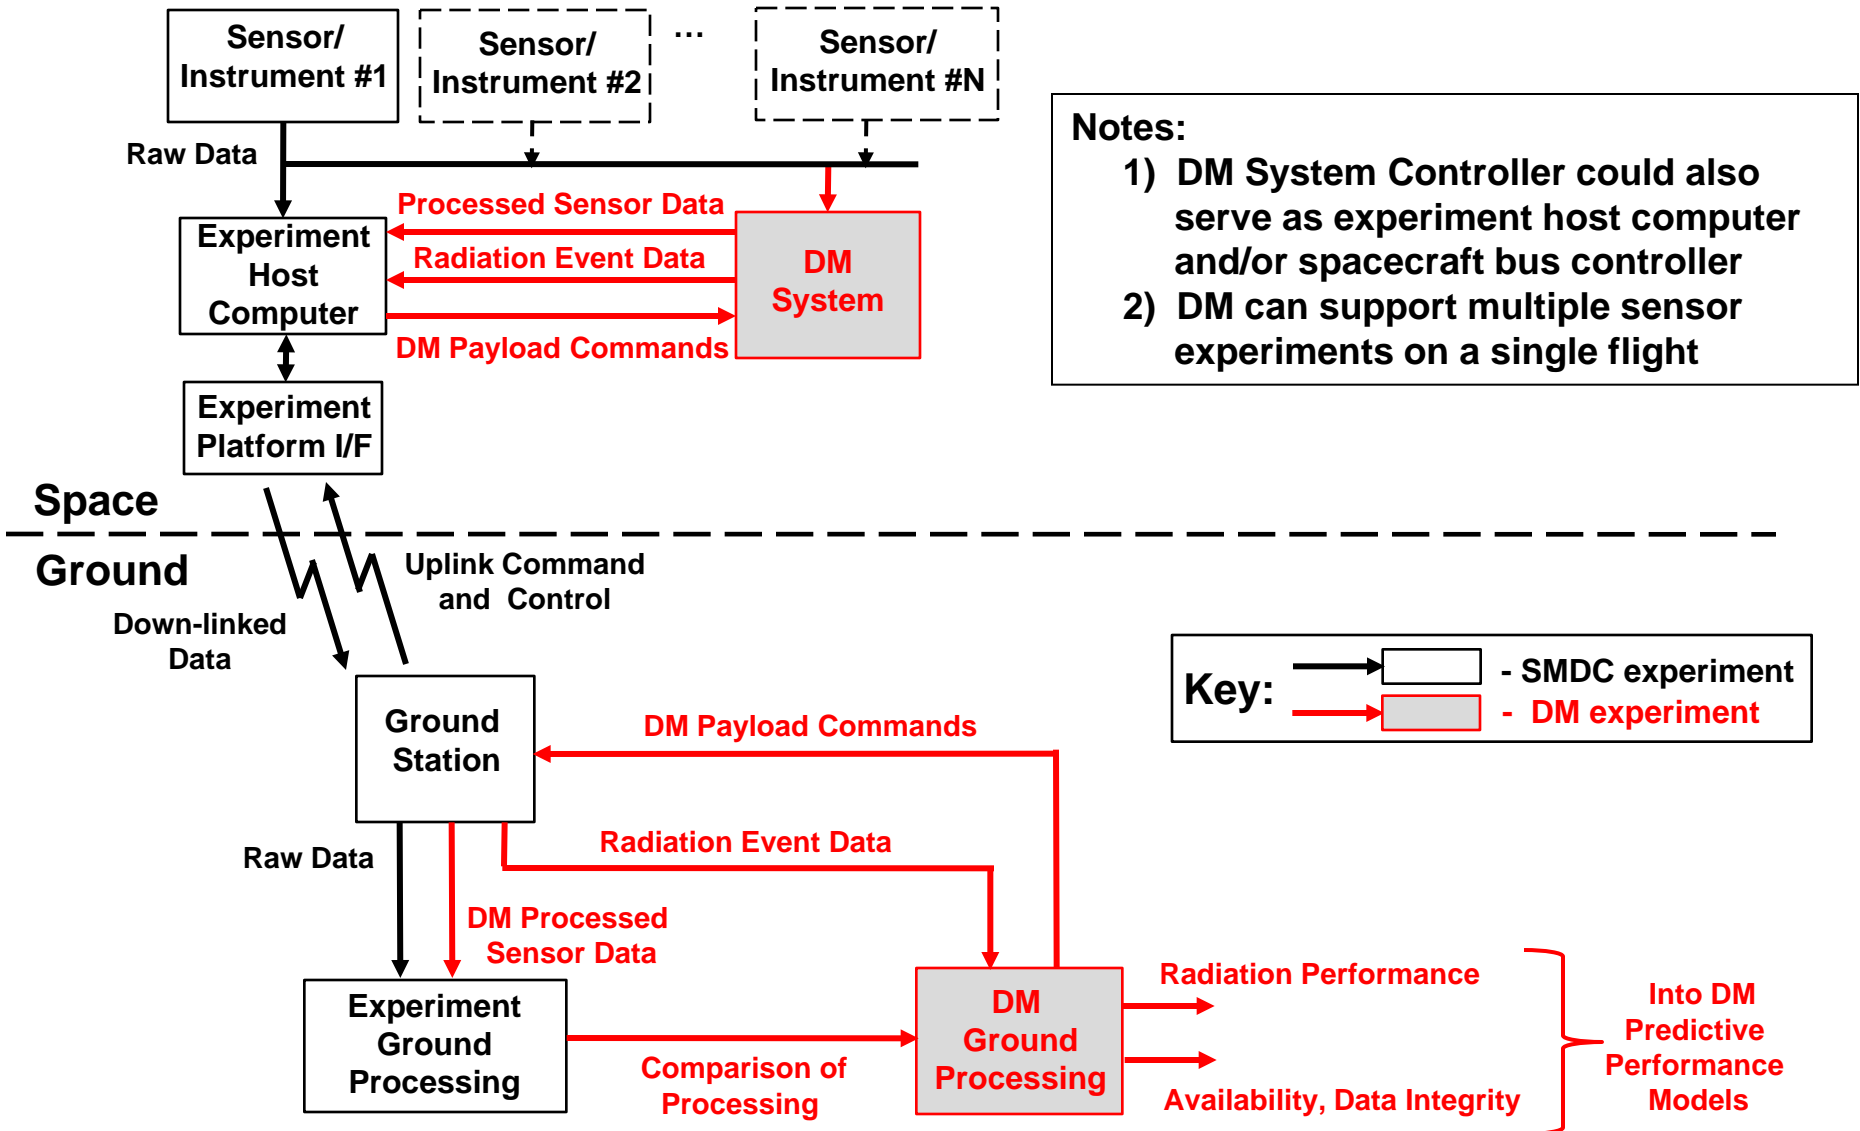 Sensor/
Instrument #1
Sensor/
Instrument #2
...
Sensor/
Instrument #N
Raw Data
Notes:
1) DM System Controller could also
serve as experiment host computer
and/or spacecraft bus controller
2) DM can support multiple sensor
experiments on a single flight
Processed Sensor Data
Experiment
Host
Computer
Radiation Event Data
DM
System
DM Payload Commands
Experiment
Platform I/F
Space
Ground
Uplink Command
and Control
Down-linked
Data
Key:
- SMDC experiment
- DM experiment
Ground
Station
DM Payload Commands
Raw Data
Radiation Event Data
DM Processed
Sensor Data
Experiment
Ground
Processing
Comparison of
Processing
DM
Ground
Processing
Radiation Performance
Availability, Data Integrity
Into DM
Predictive
Performance
Models